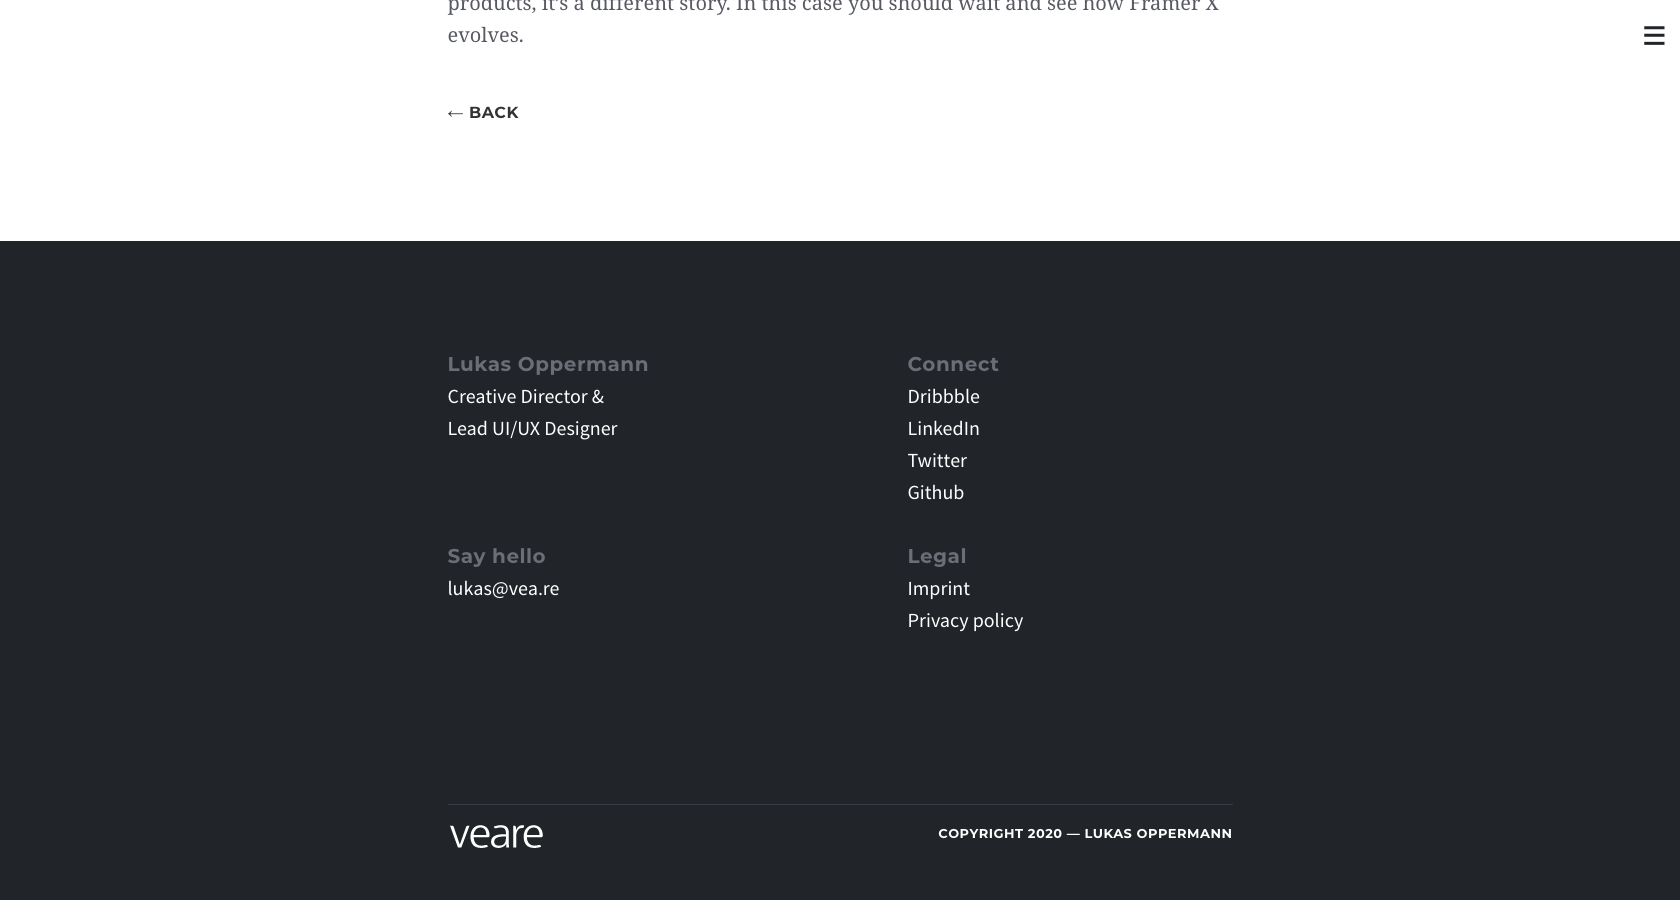 products, it's a different story. In this case you should wait and see how Framer X
evolves.
← BACK
Lukas Oppermann
Creative Director &
Lead UI/UX Designer
Connect
Dribbble
LinkedIn
Twitter
Github
Say hello
lukas@vea.re
Legal
Imprint
Privacy policy
veare
COPYRIGHT 2020 — LUKAS OPPERMANN